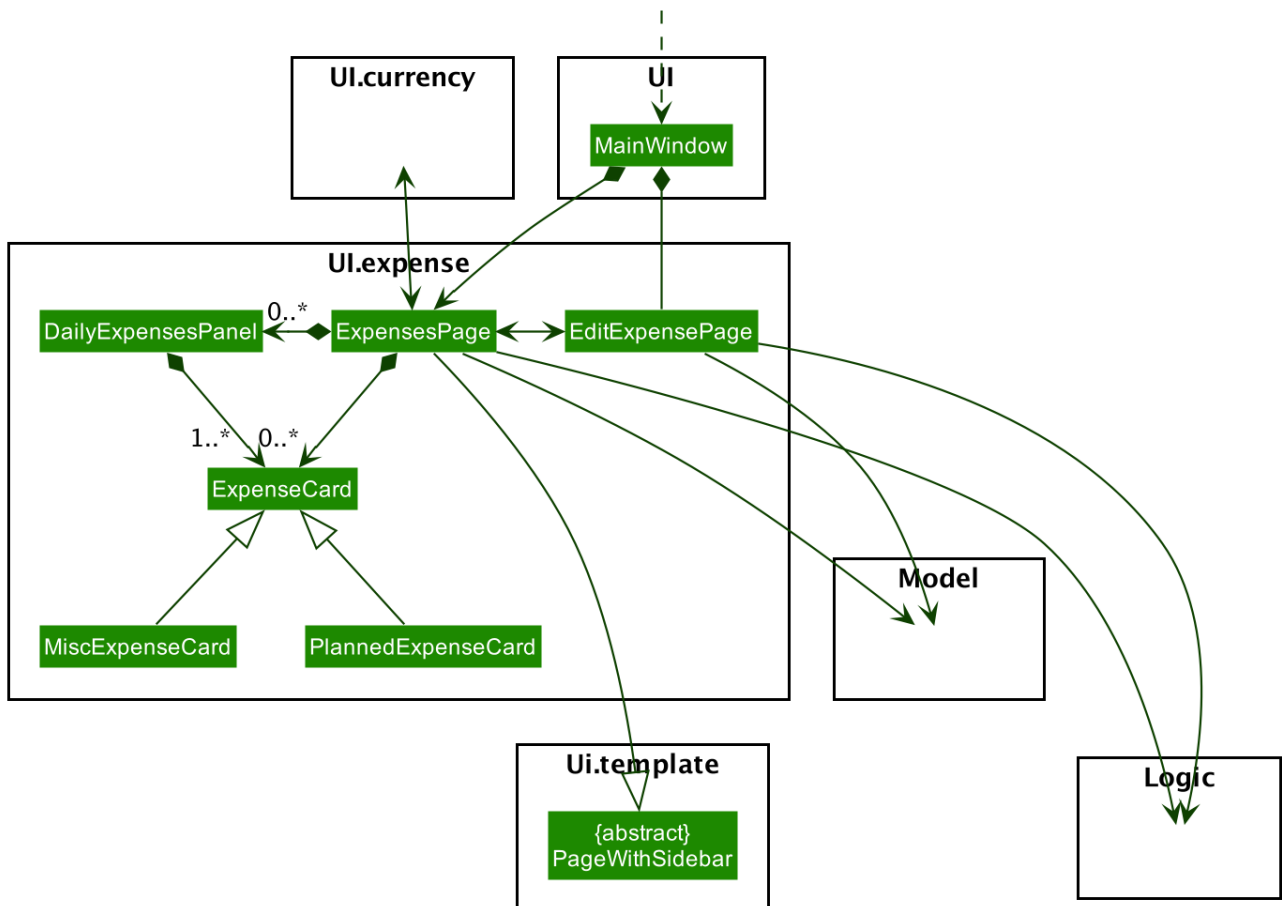 UI.currency
UI
MainWindow
UI.expense
0..*
DailyExpensesPanel
ExpensesPage
EditExpensePage
1..*
0..*
ExpenseCard
Model
MiscExpenseCard
PlannedExpenseCard
Ui.template
Logic
{abstract}
PageWithSidebar